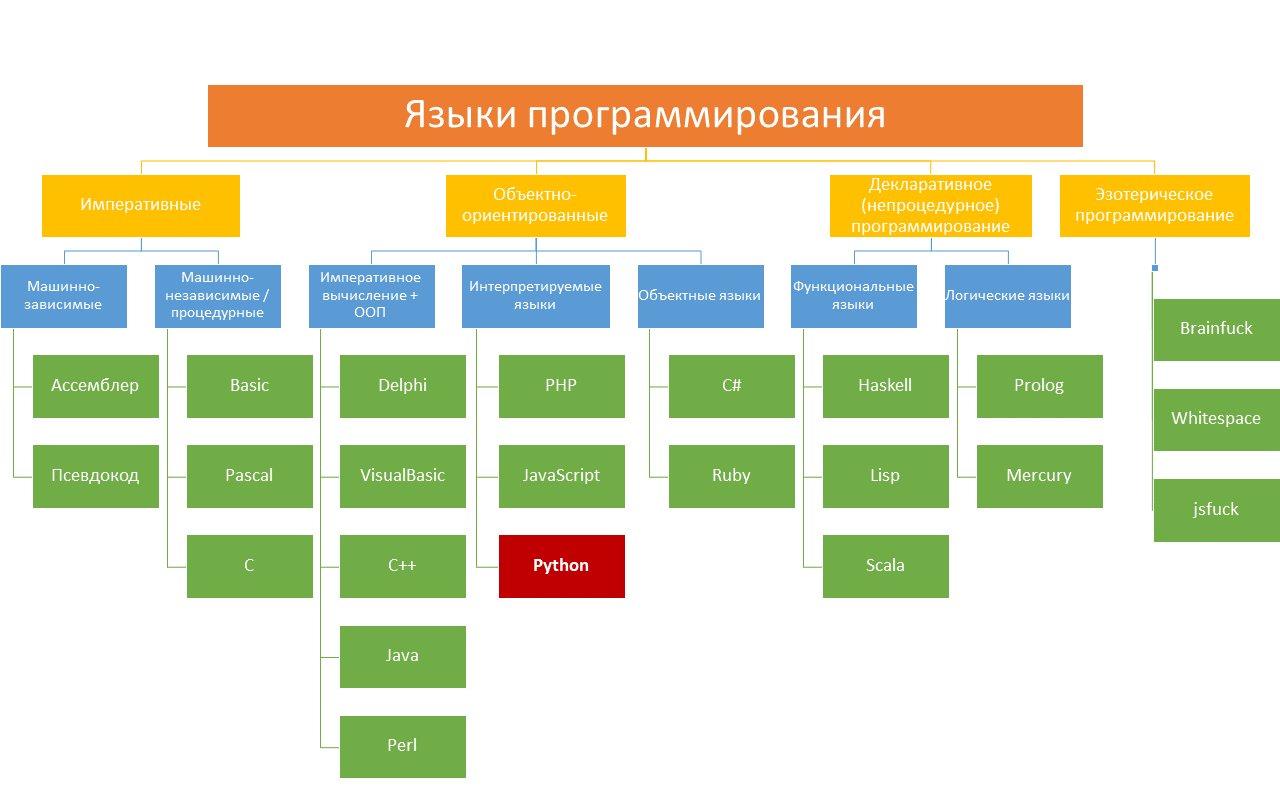 Языки программирования
Императивные
Объектно-
ориентированные
Декларативное
(непроцедурное)
программирование
Эзотерическое
программирование
Машинно-
зависимые
Машинно-
независимые /
процедурные
Императивное
вычисление +
ООП
Интерпретируемые
языки
Объектные языки
Функциональные
языки
Логические языки
Ассемблер
Псевдокод
Basic
Pascal
C
Delphi
VisualBasic
C++
Java
Perl
PHP
JavaScript
Python
C#
Ruby
Haskell
Lisp
Scala
Prolog
Mercury
Brainfuck
Whitespace
jsfuck